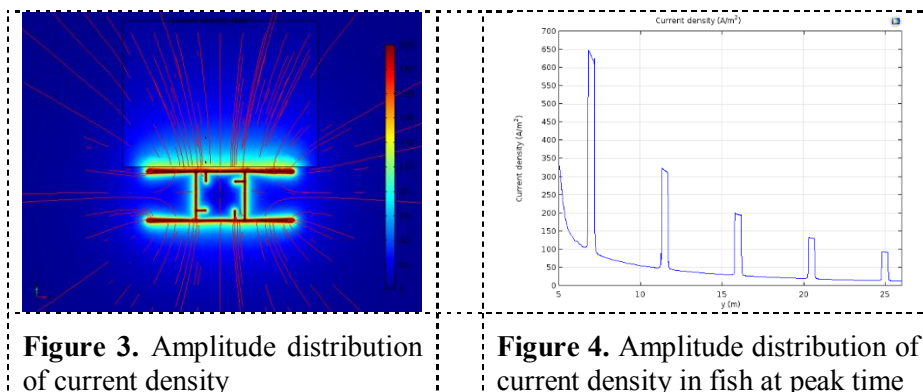 Current density (A/m²)
700
650
600
550
500
450
400
350
300
250
200
150
100
50
0
Current density (A/m²)
5
10
15
20
25
y (m)
Figure 3. Amplitude distribution
of current density
Figure 4. Amplitude distribution of
current density in fish at peak time